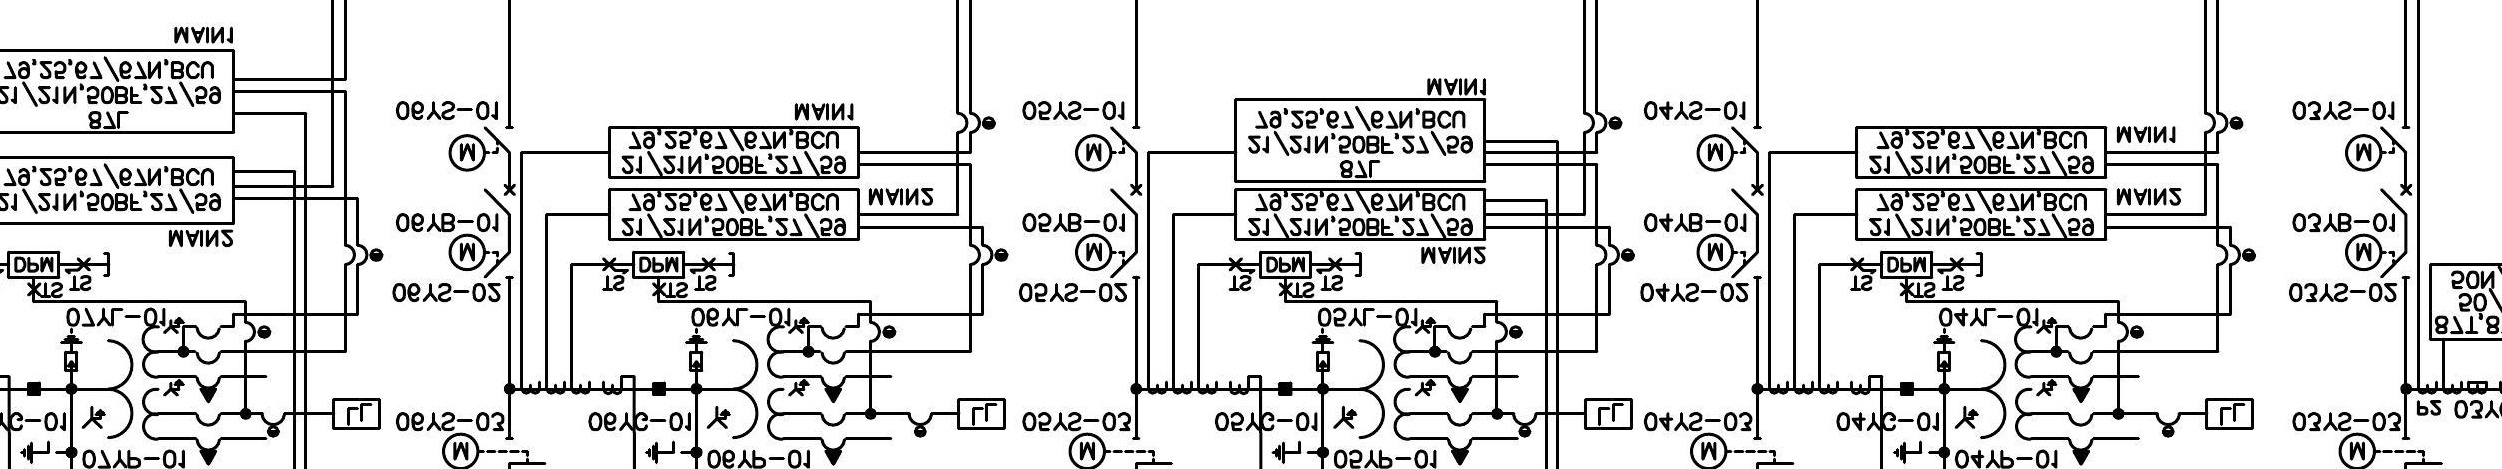 MAIN1
79,25,67/67N,BCU
21/21N,50BF,27/59
87L
79,25,67/67N,BCU
21/21N,50BF,27/59
MAIN2
DPM
TS
TS
07YL-01
YC-01
07YP-01
06YS-01
M
06YB-01
M
06YS-02
06YS-03
M
MAIN1
79,25,67/67N,BCU
21/21N,50BF,27/59
79,25,67/67N,BCU
21/21N,50BF,27/59
MAIN2
DPM
TS
TS
TS
06YL-01
06YC-01
06YP-01
05YS-01
M
05YB-01
M
05YS-02
05YS-03
M
MAIN1
79,25,67/67N,BCU
21/21N,50BF,27/59
87L
79,25,67/67N,BCU
21/21N,50BF,27/59
MAIN2
DPM
TS
TS
TS
05YL-01
05YC-01
05YP-01
04YS-01
M
04YB-01
M
04YS-02
04YS-03
M
79,25,67/67N,BCU
21/21N,50BF,27/59
MAIN1
79,25,67/67N,BCU
21/21N,50BF,27/59
MAIN2
DPM
TS
TS
TS
04YL-01
04YC-01
04YP-01
03YS-01
M
03YB-01
M
03YS-02
03YS-03
M
50N
50/
87T,8
P2
03Y